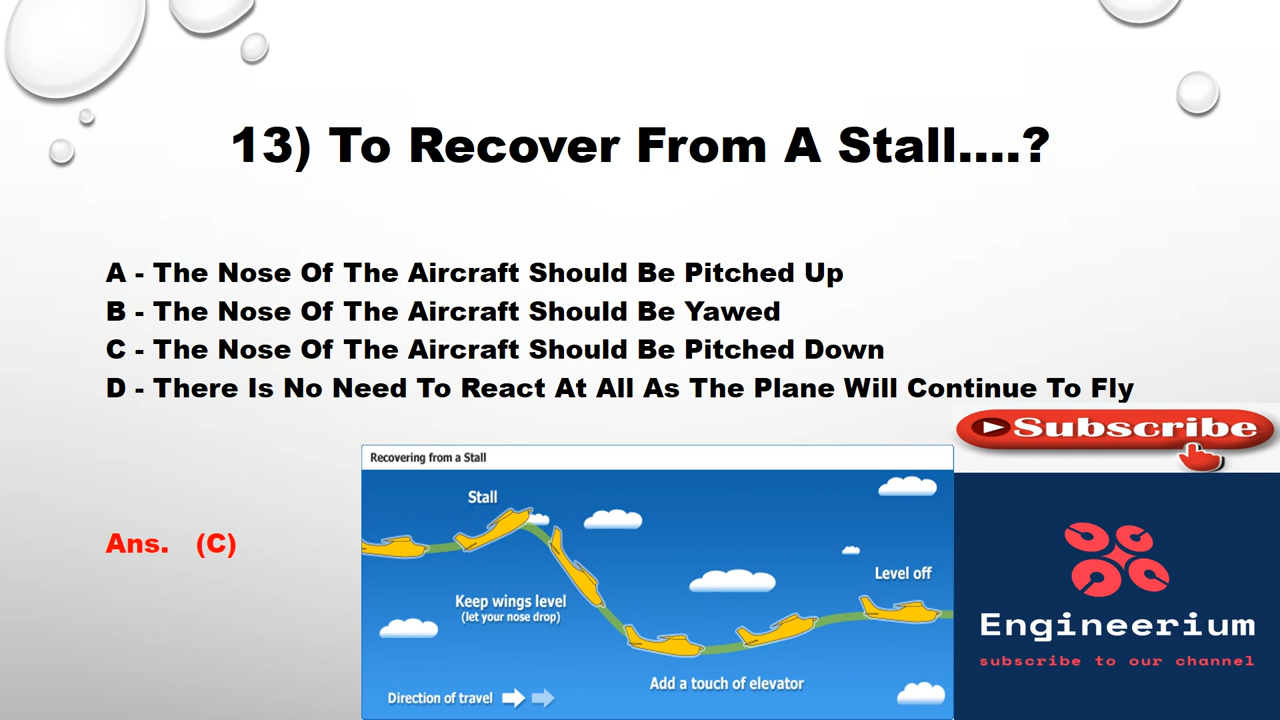 13) To Recover From A Stall....?
A - The Nose Of The Aircraft Should Be Pitched Up
B - The Nose Of The Aircraft Should Be Yawed
C - The Nose Of The Aircraft Should Be Pitched Down
D - There Is No Need To React At All As The Plane Will Continue To Fly
Subscribe
Ans. (C)
Recovering from a Stall
Stall
Keep wings level
(let your nose drop)
Level off
Add a touch of elevator
Direction of travel
Engineerium
subscribe to our channel